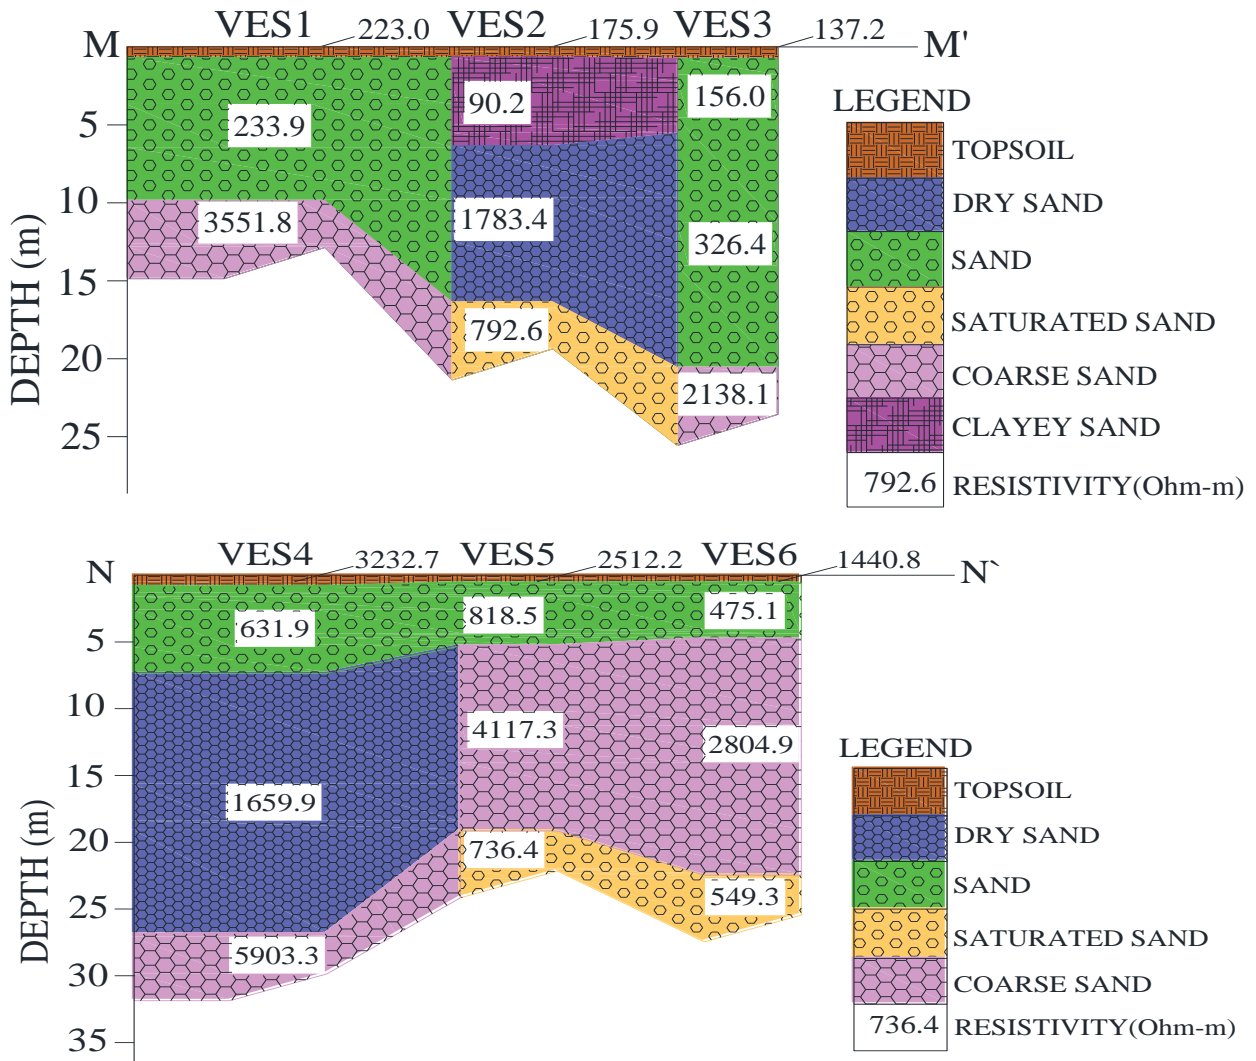 VES1 223.0 VES2 175.9 VES3 137.2
M M'
90.2 156.0
LEGEND
5 233.9
TOPSOIL
10
3551.8 1783.4 DRY SAND
326.4
SAND
15
792.6 SATURATED SAND
20
2138.1 COARSE SAND
25 CLAYEY SAND
792.6 RESISTIVITY(Ohm-m)
DEPTH (m)
VES4 3232.7 VES5 2512.2 VES6 1440.8
N N`
631.9 818.5 475.1
5
10
4117.3 2804.9
LEGEND
15
1659.9 TOPSOIL
20 DRY SAND
736.4
SAND
25 549.3
SATURATED SAND
5903.3
30 COARSE SAND
736.4 RESISTIVITY(Ohm-m)
35
DEPTH (m)